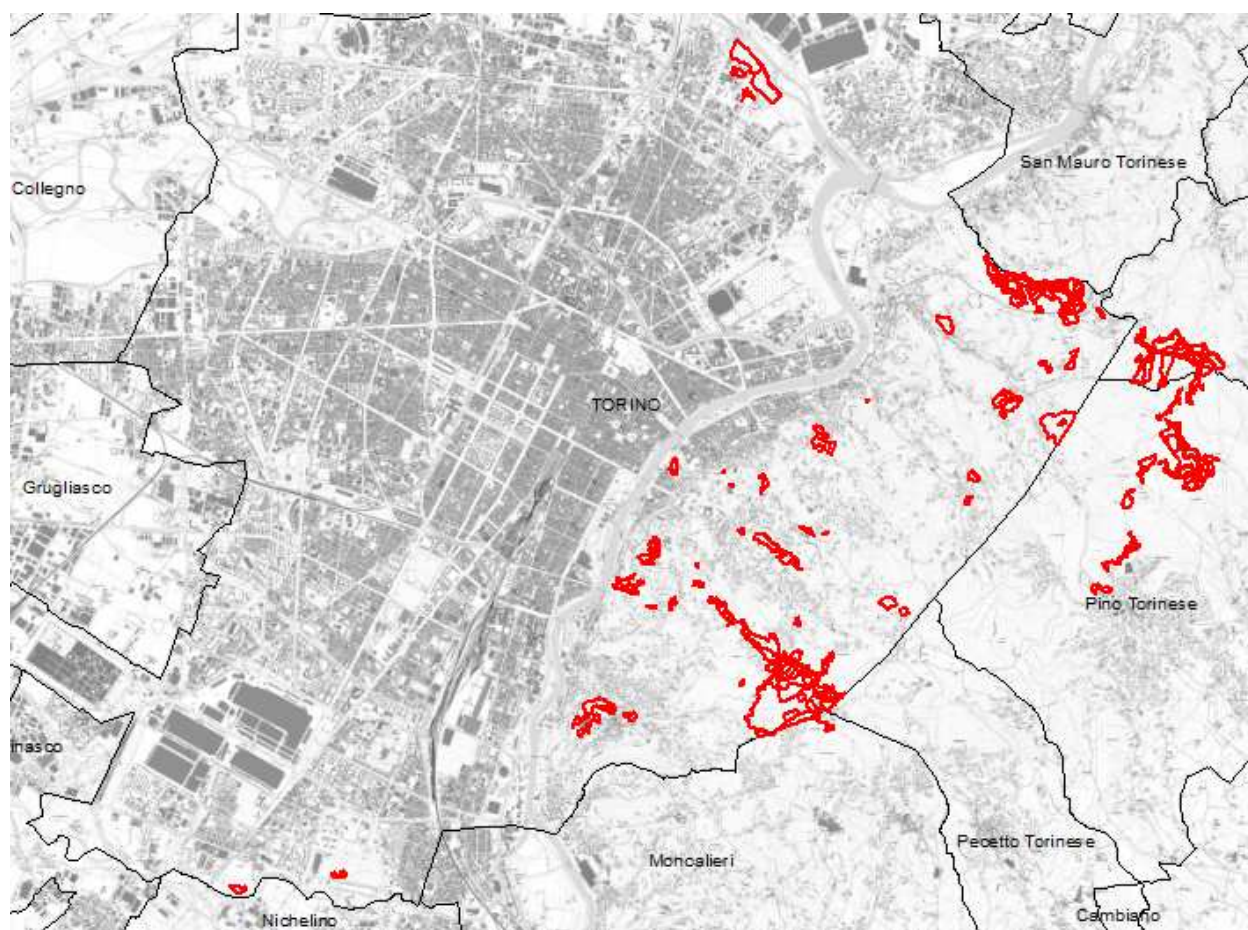 San Mauro Torinese
Collegno
TORINO
Grugliasco
Pino Torinese
inasco
Pecetto Torinese
Moncalieri
Cambiano
Nichelino